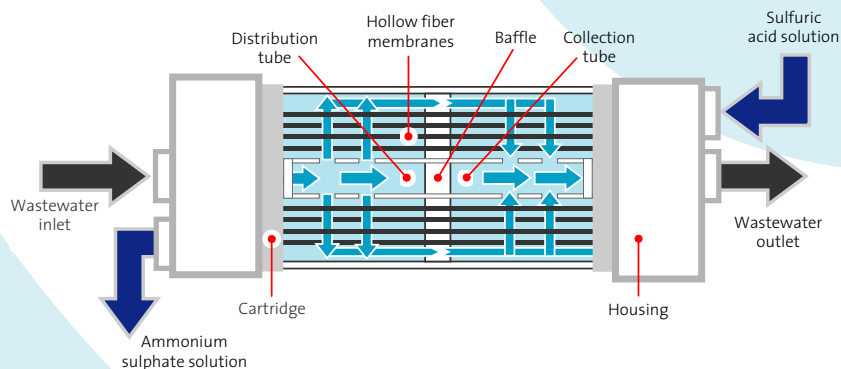 Distribution
tube
Hollow fiber
membranes
Baffle
Collection
tube
Sulfuric
acid solution
Wastewater
inlet
Wastewater
outlet
Cartridge
Housing
Ammonium
sulphate solution